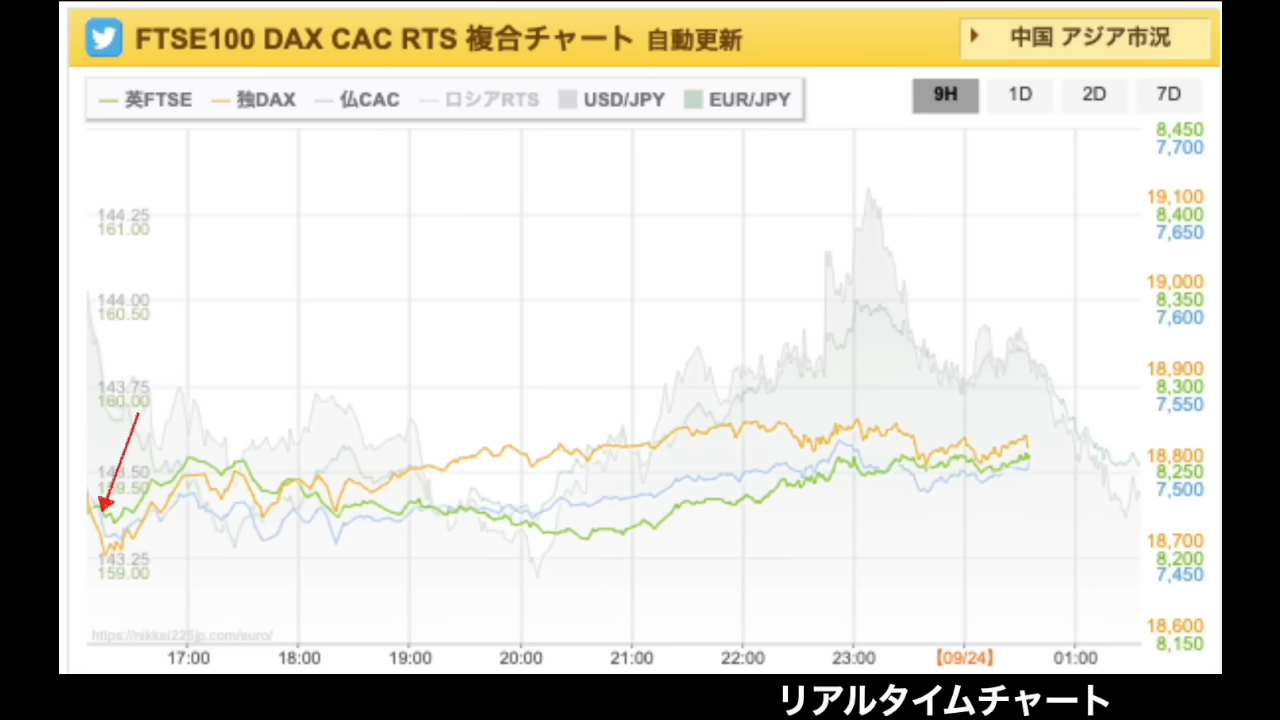 FTSE100 DAX CAC RTS 複合チャート 自動更新
中国 アジア市況
英FTSE 独DAX 仏CAC ロシアRTS USD/JPY EUR/JPY
9H 1D 2D 7D
8,450
7,700
19,100
144.25 8,400
161.00 7,650
19,000
144.00 8,350
160.50 7,600
18,900
143.75 8,300
160.00 7,550
18,800
143.50 8,250
159.50 7,500
18,700
143.25 8,200
159.00 7,450
18,600
https://nikkei225jp.com/euro/ 8,150
17:00 18:00 19:00 20:00 21:00 22:00 23:00 【09/24】 01:00
リアルタイムチャート